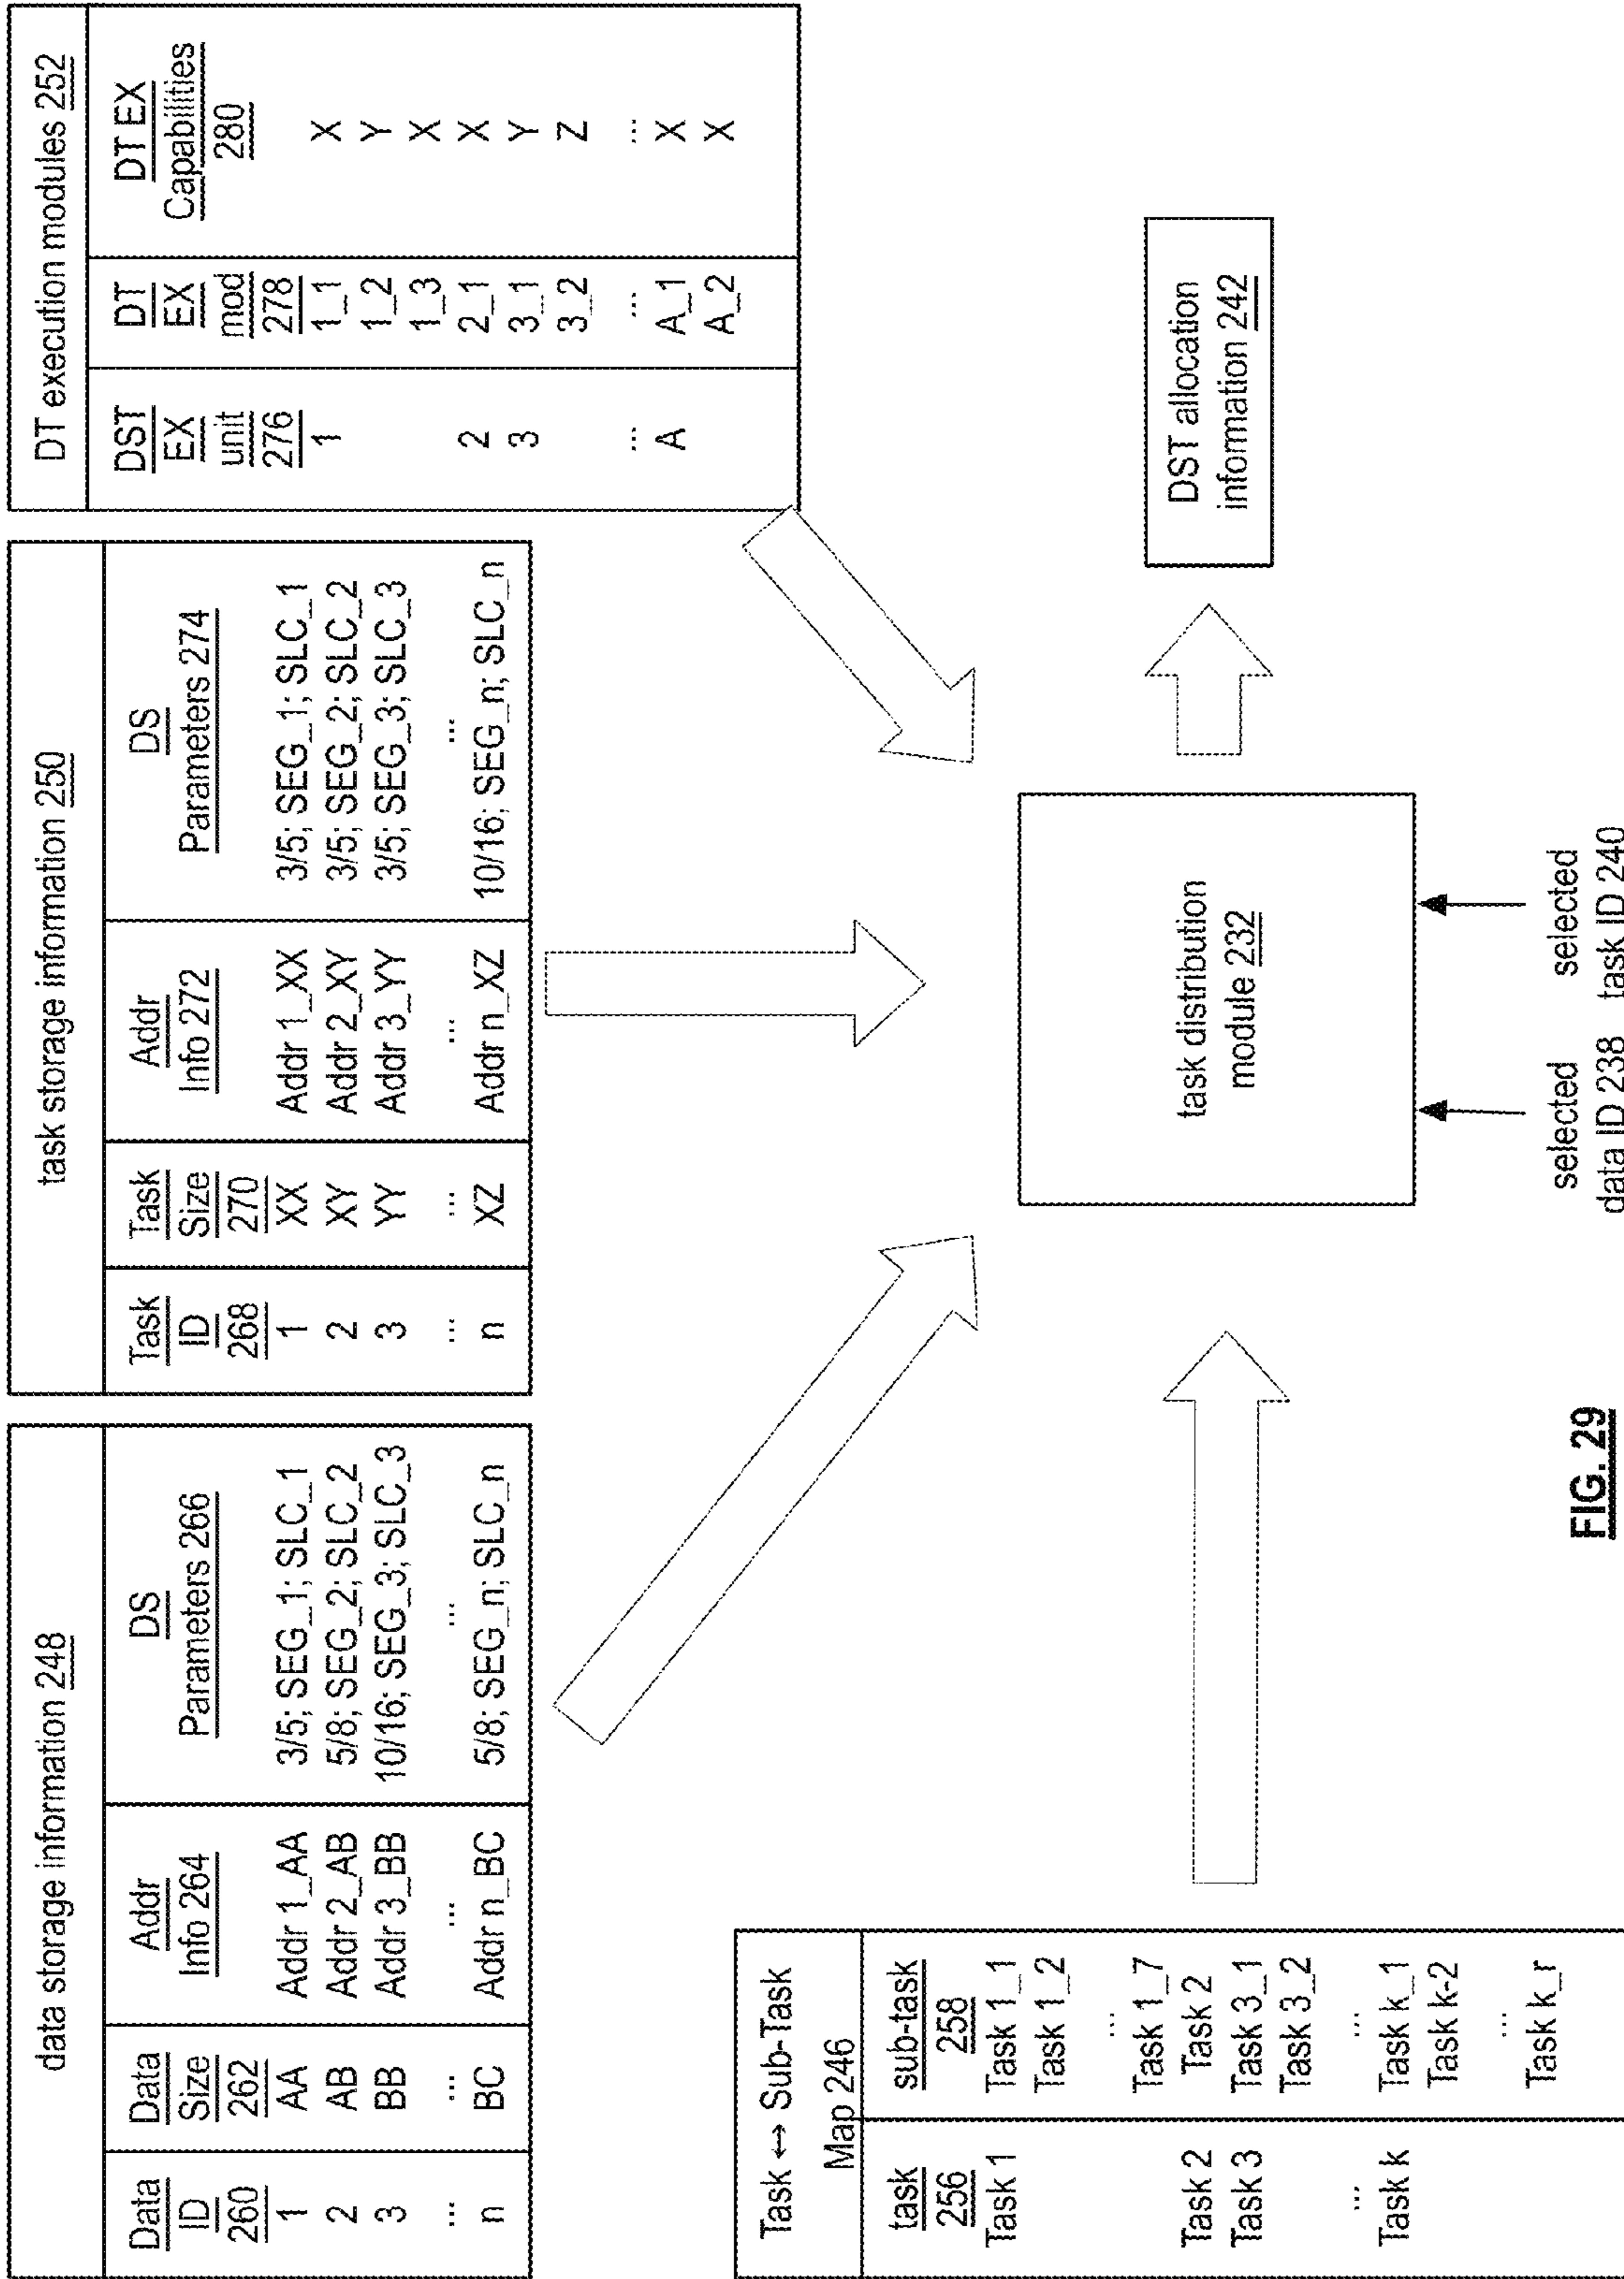 data storage information 248
Data ID 260 | Data Size 262 | Addr Info 264 | DS Parameters 266
1 | AA | Addr 1_AA | 3/5; SEG_1; SLC_1
2 | AB | Addr 2_AB | 5/8; SEG_2; SLC_2
3 | BB | Addr 3_BB | 10/16; SEG_3; SLC_3
... | ... | ... | ...
n | BC | Addr n_BC | 5/8; SEG_n; SLC_n
task storage information 250
Task ID 268 | Task Size 270 | Addr Info 272 | DS Parameters 274
1 | XX | Addr 1_XX | 3/5; SEG_1; SLC_1
2 | XY | Addr 2_XY | 3/5; SEG_2; SLC_2
3 | YY | Addr 3_YY | 3/5; SEG_3; SLC_3
... | ... | ... | ...
n | XZ | Addr n_XZ | 10/16; SEG_n; SLC_n
DT execution modules 252
DST EX unit 276 | DT EX mod 278 | DT EX Capabilities 280
1 | 1_1 | X
1_2 | Y
1_3 | X
2 | 2_1 | X
3 | 3_1 | Y
3_2 | Z
... | ... | ...
A | A_1 | X
A_2 | X
Task ↔ Sub-Task
Map 246
task 256 | sub-task 258
Task 1 | Task 1_1
Task 1_2
...
Task 1_7
Task 2 | Task 2
Task 3 | Task 3_1
Task 3_2
... | ...
Task k | Task k_1
Task k-2
...
Task k_r
task distribution
module 232
DST allocation
information 242
selected
data ID 238
selected
task ID 240
FIG. 29